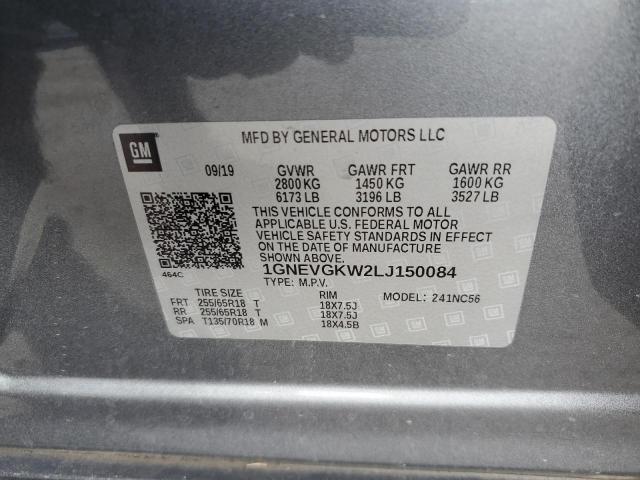 GM
MFD BY GENERAL MOTORS LLC
09/19 GVWR GAWR FRT GAWR RR
2800 KG 1450 KG 1600 KG
6173 LB 3196 LB 3527 LB
THIS VEHICLE CONFORMS TO ALL
APPLICABLE U.S. FEDERAL MOTOR
VEHICLE SAFETY STANDARDS IN EFFECT
ON THE DATE OF MANUFACTURE
SHOWN ABOVE.
464C
1GNEVGKW2LJ150084
TYPE: M.P.V.
TIRE SIZE RIM MODEL: 241NC56
FRT 255/65R18 T 18X7.5J
RR 255/65R18 T 18X7.5J
SPA T135/70R18 M 18X4.5B